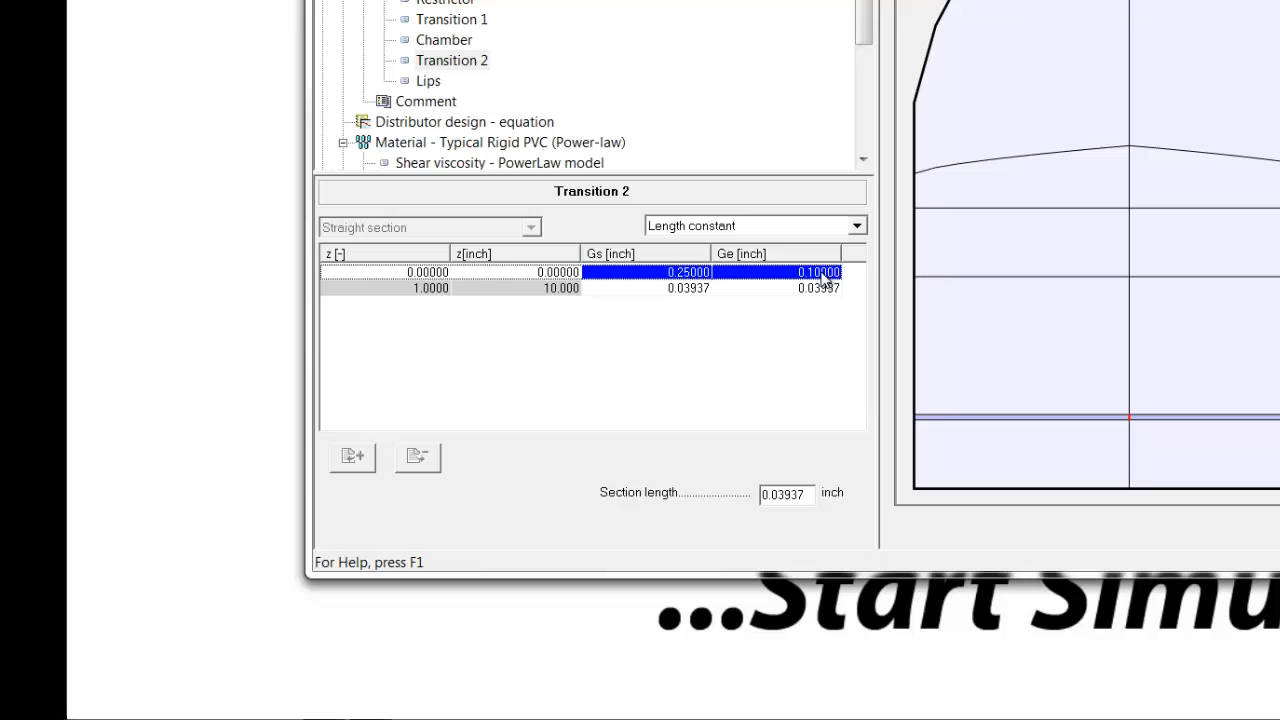 Restrictor
Transition 1
Chamber
Transition 2
Lips
Comment
Distributor design - equation
Material - Typical Rigid PVC (Power-law)
Shear viscosity - PowerLaw model
Transition 2
Straight section
Length constant
z [-] z[inch] Gs [inch] Ge [inch]
0.00000 0.00000 0.25000 0.10000
1.0000 10.000 0.03937 0.03937
Section length........................ 0.03937 inch
For Help, press F1
...Start Simu